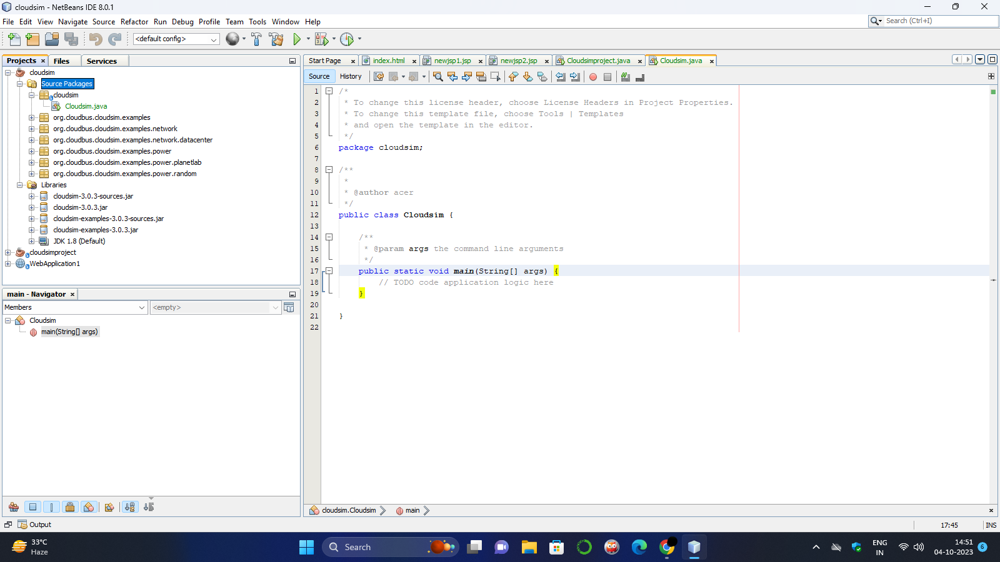 cloudsim - NetBeans IDE 8.0.1
File Edit View Navigate Source Refactor Run Debug Profile Team Tools Window Help
Search (Ctrl+I)
<default config>
Projects Files Services
cloudsim
Source Packages
cloudsim
Cloudsim.java
org.cloudbus.cloudsim.examples
org.cloudbus.cloudsim.examples.network
org.cloudbus.cloudsim.examples.network.datacenter
org.cloudbus.cloudsim.examples.power
org.cloudbus.cloudsim.examples.power.planetlab
org.cloudbus.cloudsim.examples.power.random
Libraries
cloudsim-3.0.3-sources.jar
cloudsim-3.0.3.jar
cloudsim-examples-3.0.3-sources.jar
cloudsim-examples-3.0.3.jar
JDK 1.8 (Default)
cloudsimproject
WebApplication1
main - Navigator
Members <empty>
Cloudsim
main(String[] args)
Start Page index.html newjsp1.jsp newjsp2.jsp Cloudsimproject.java Cloudsim.java
Source History
1 /*
2 * To change this license header, choose License Headers in Project Properties.
3 * To change this template file, choose Tools | Templates
4 * and open the template in the editor.
5 */
6 package cloudsim;
7
8 /**
9 *
10 * @author acer
11 */
12 public class Cloudsim {
13
14 /**
15 * @param args the command line arguments
16 */
17 public static void main(String[] args) {
18 // TODO code application logic here
19 }
20
21 }
22
cloudsim.Cloudsim main
Output
17:45 INS
33°C
Haze
Search
ENG
IN
14:51
04-10-2023
6